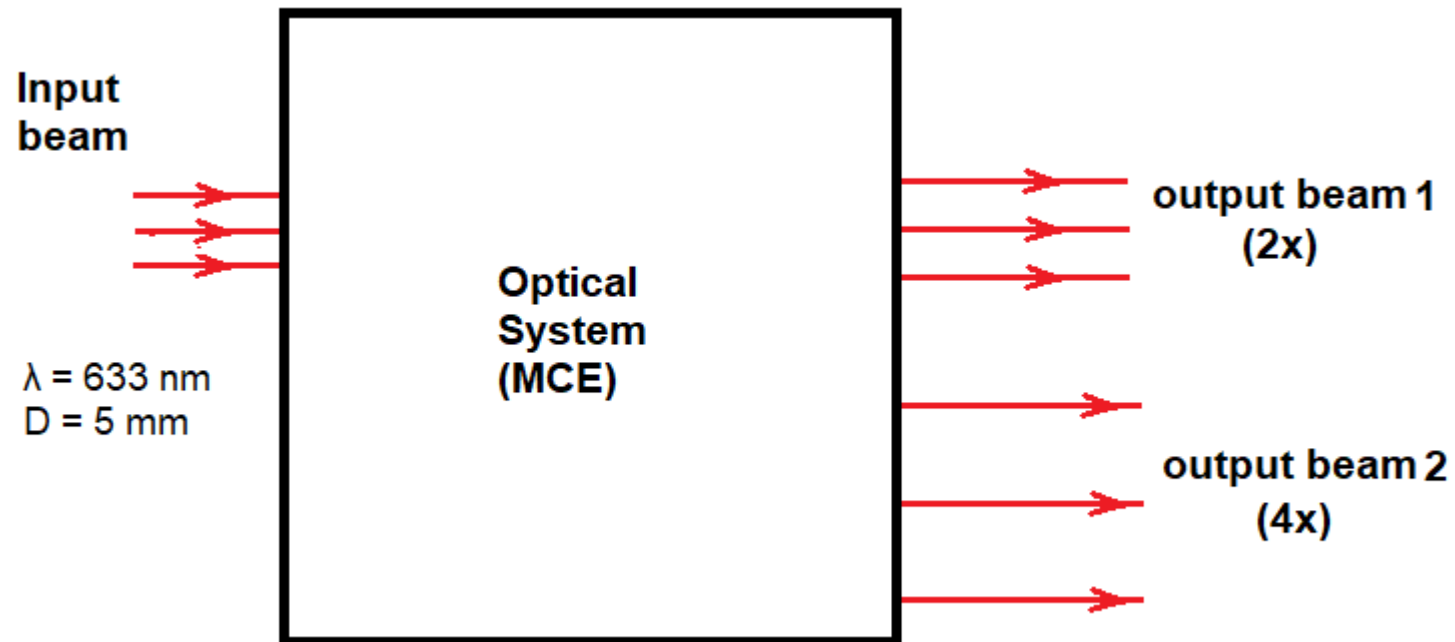 Input
beam
λ = 633 nm
D = 5 mm
Optical
System
(MCE)
output beam 1
(2x)
output beam 2
(4x)